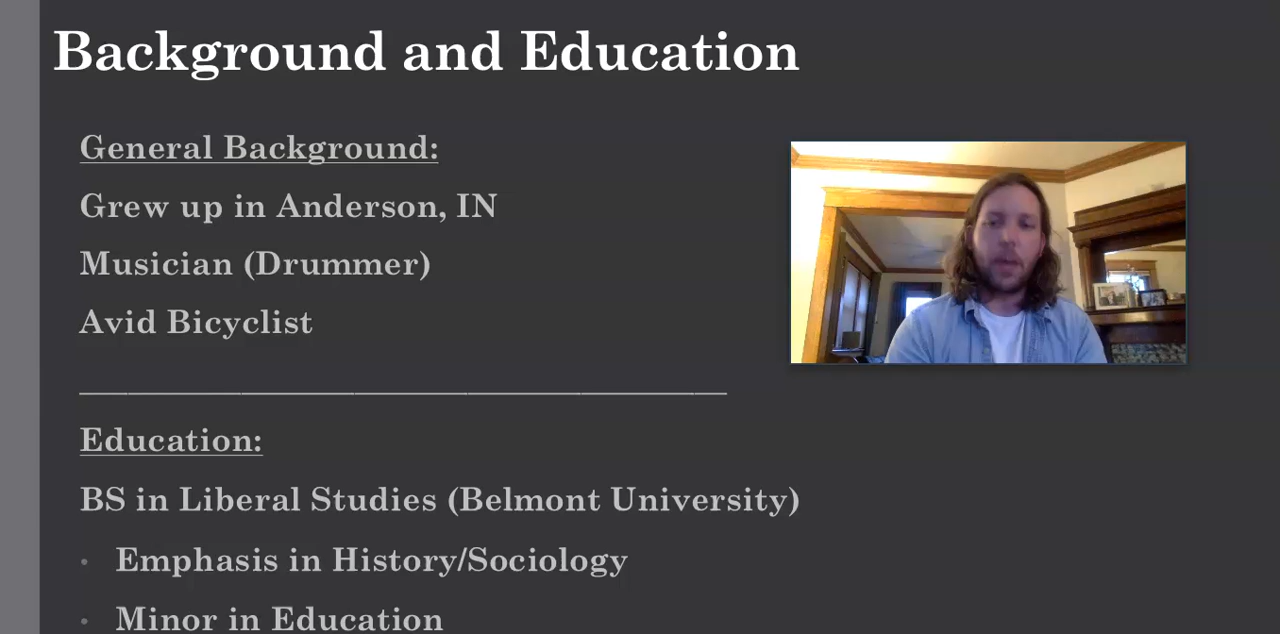 Background and Education
General Background:
Grew up in Anderson, IN
Musician (Drummer)
Avid Bicyclist
Education:
BS in Liberal Studies (Belmont University)
• Emphasis in History/Sociology
• Minor in Education